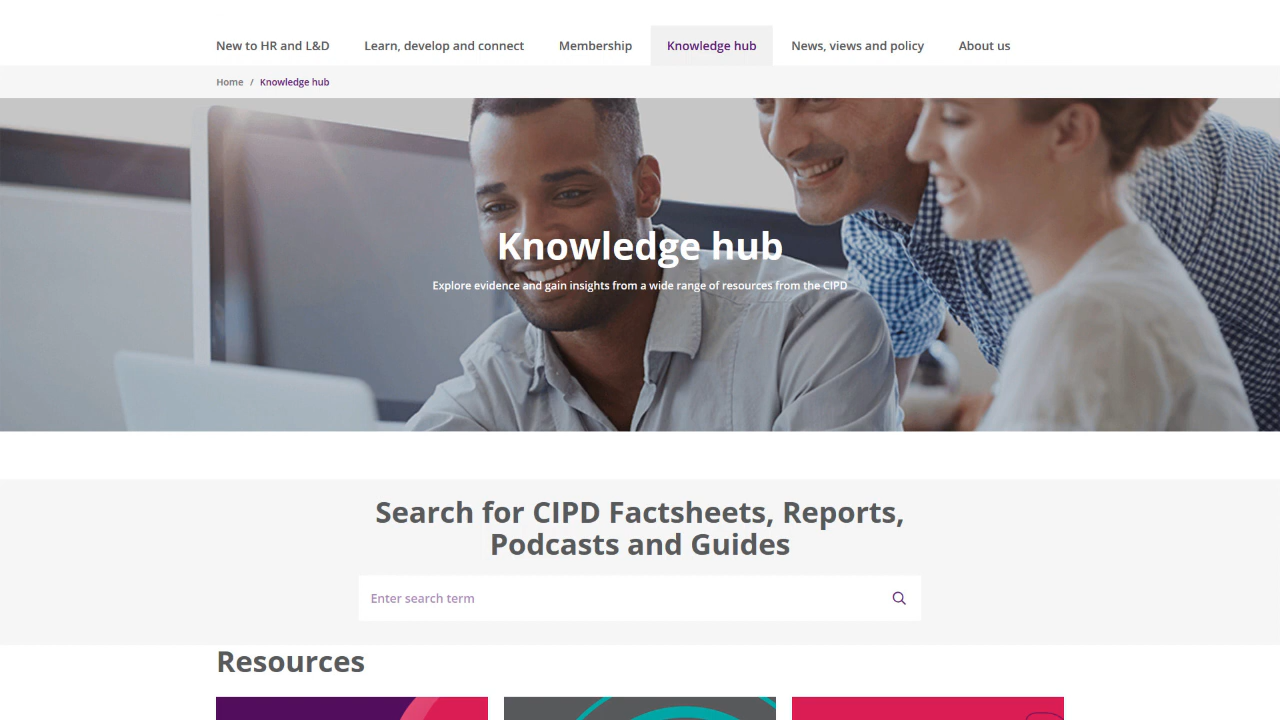 New to HR and L&D
Learn, develop and connect
Membership
Knowledge hub
News, views and policy
About us
Home / Knowledge hub
Knowledge hub
Explore evidence and gain insights from a wide range of resources from the CIPD
Search for CIPD Factsheets, Reports,
Podcasts and Guides
Enter search term
Resources